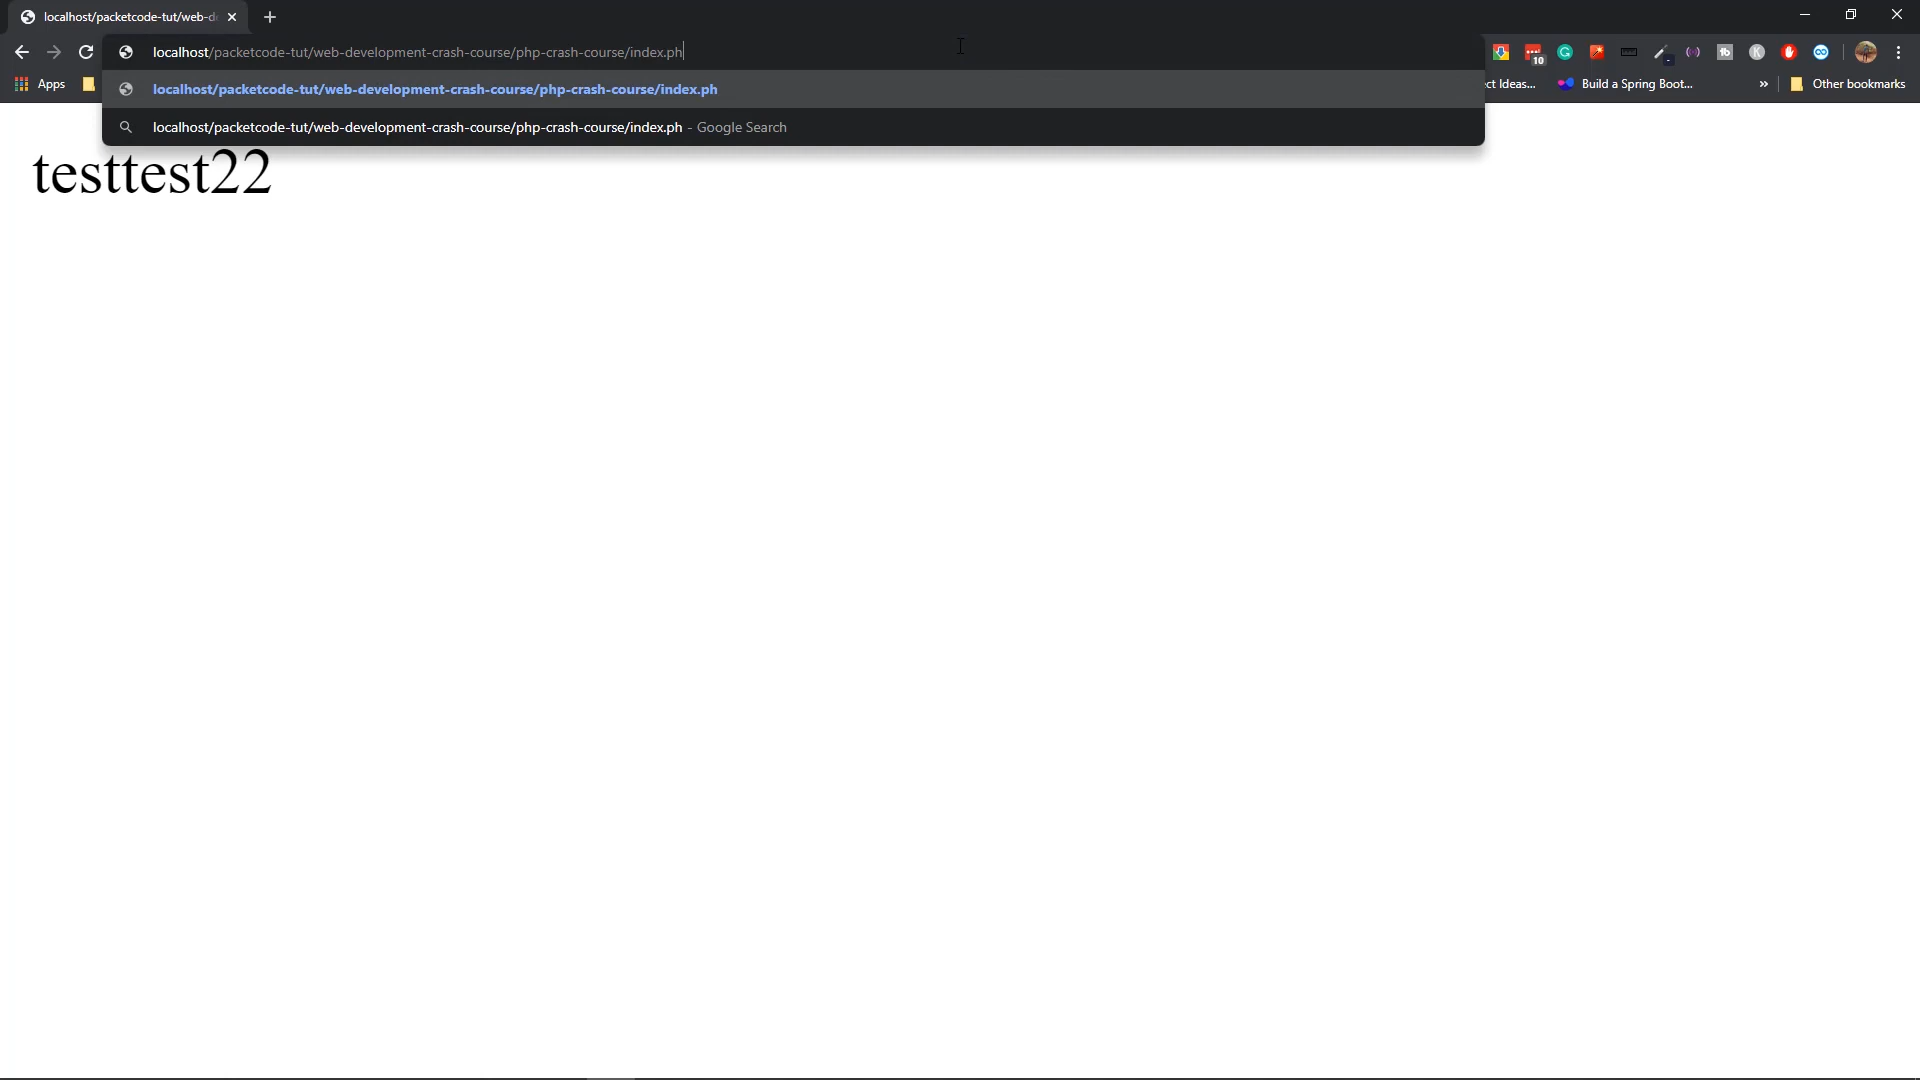 localhost/packetcode-tut/web-d
localhost/packetcode-tut/web-development-crash-course/php-crash-course/index.ph
10
Apps
localhost/packetcode-tut/web-development-crash-course/php-crash-course/index.ph
ct Ideas...
Build a Spring Boot...
»
Other bookmarks
localhost/packetcode-tut/web-development-crash-course/php-crash-course/index.ph - Google Search
testtest22